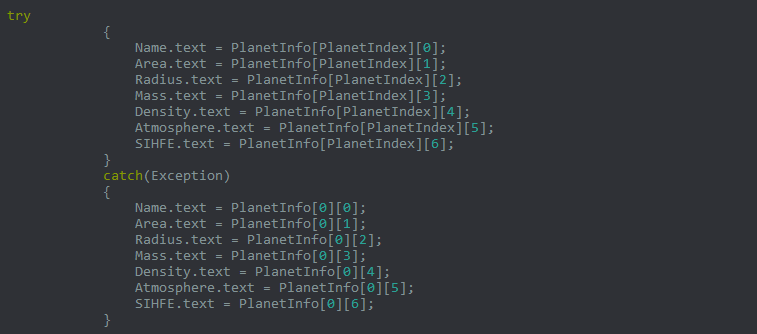 try
{
Name.text = PlanetInfo[PlanetIndex][0];
Area.text = PlanetInfo[PlanetIndex][1];
Radius.text = PlanetInfo[PlanetIndex][2];
Mass.text = PlanetInfo[PlanetIndex][3];
Density.text = PlanetInfo[PlanetIndex][4];
Atmosphere.text = PlanetInfo[PlanetIndex][5];
SIHFE.text = PlanetInfo[PlanetIndex][6];
}
catch(Exception)
{
Name.text = PlanetInfo[0][0];
Area.text = PlanetInfo[0][1];
Radius.text = PlanetInfo[0][2];
Mass.text = PlanetInfo[0][3];
Density.text = PlanetInfo[0][4];
Atmosphere.text = PlanetInfo[0][5];
SIHFE.text = PlanetInfo[0][6];
}